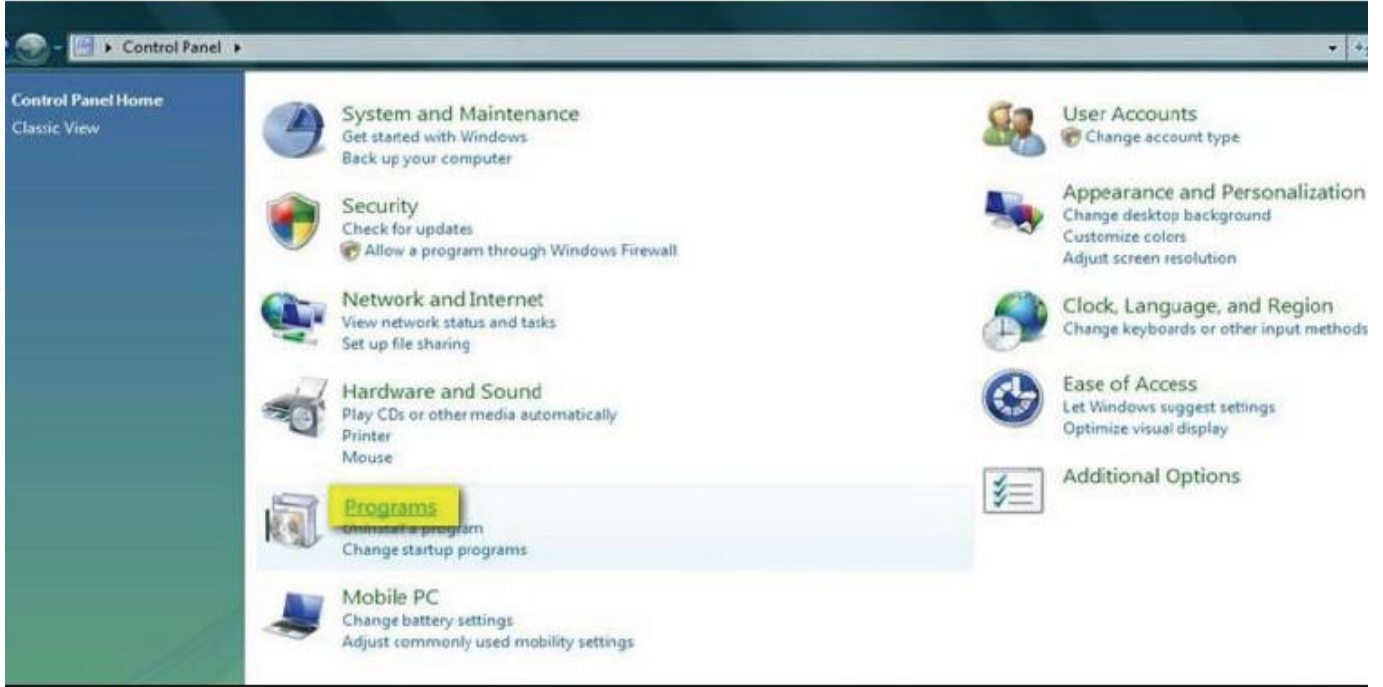 Control Panel
Control Panel Home
Classic View
System and Maintenance
Get started with Windows
Back up your computer
Security
Check for updates
Allow a program through Windows Firewall
Network and Internet
View network status and tasks
Set up file sharing
Hardware and Sound
Play CDs or other media automatically
Printer
Mouse
Programs
Uninstall a program
Change startup programs
Mobile PC
Change battery settings
Adjust commonly used mobility settings
User Accounts
Change account type
Appearance and Personalization
Change desktop background
Customize colors
Adjust screen resolution
Clock, Language, and Region
Change keyboards or other input methods
Ease of Access
Let Windows suggest settings
Optimize visual display
Additional Options